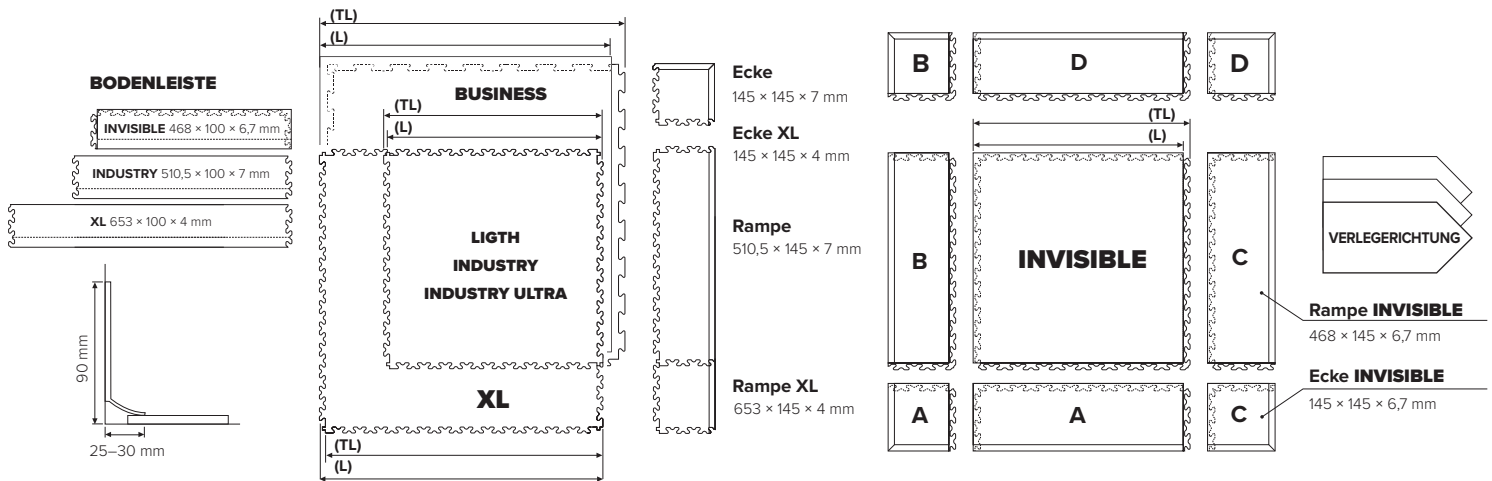 BODENLEISTE
INVISIBLE 468 × 100 × 6,7 mm
INDUSTRY 510,5 × 100 × 7 mm
XL 653 × 100 × 4 mm
90 mm
25–30 mm
(TL)
(L)
BUSINESS
(TL)
(L)
LIGTH
INDUSTRY
INDUSTRY ULTRA
XL
(TL)
(L)
Ecke
145 × 145 × 7 mm
Ecke XL
145 × 145 × 4 mm
Rampe
510,5 × 145 × 7 mm
Rampe XL
653 × 145 × 4 mm
B
D
D
(TL)
(L)
B
INVISIBLE
C
A
A
C
VERLEGERICHTUNG
Rampe INVISIBLE
468 × 145 × 6,7 mm
Ecke INVISIBLE
145 × 145 × 6,7 mm